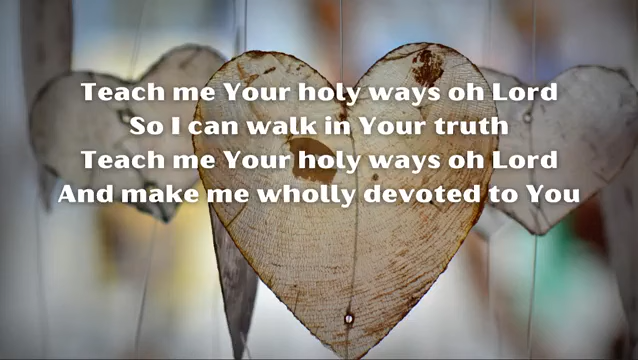 Teach me Your holy ways oh Lord
So I can walk in Your truth
Teach me Your holy ways oh Lord
And make me wholly devoted to You